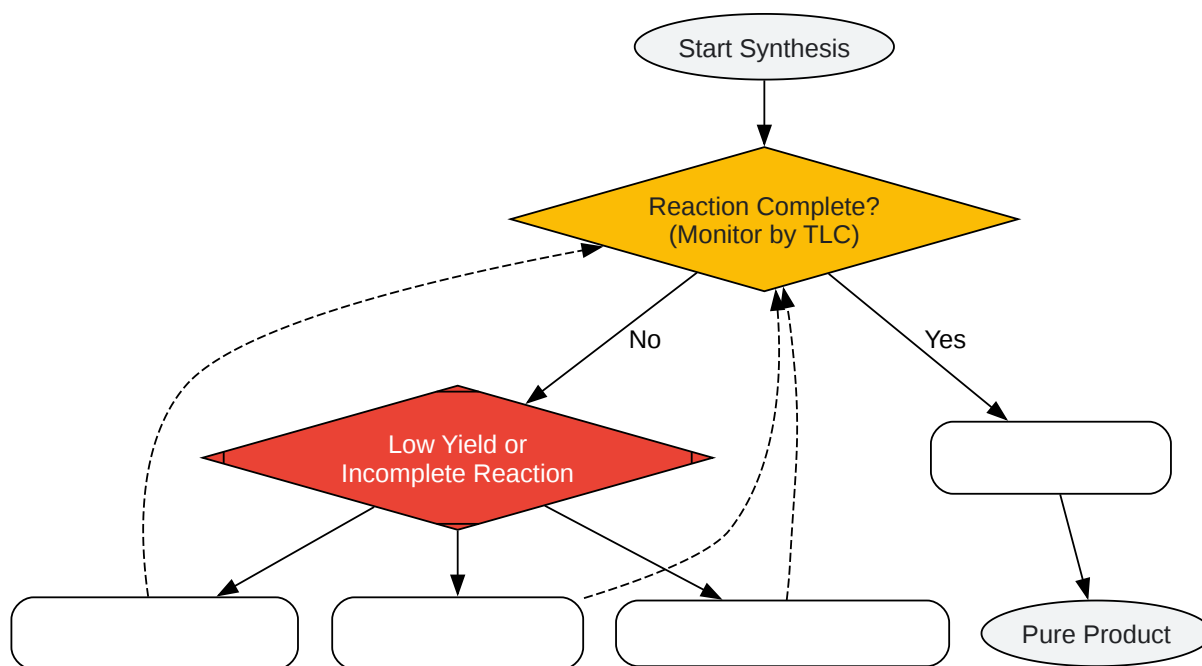 Start Synthesis
Reaction Complete?
(Monitor by TLC)
No
Yes
Low Yield or
Incomplete Reaction
Pure Product